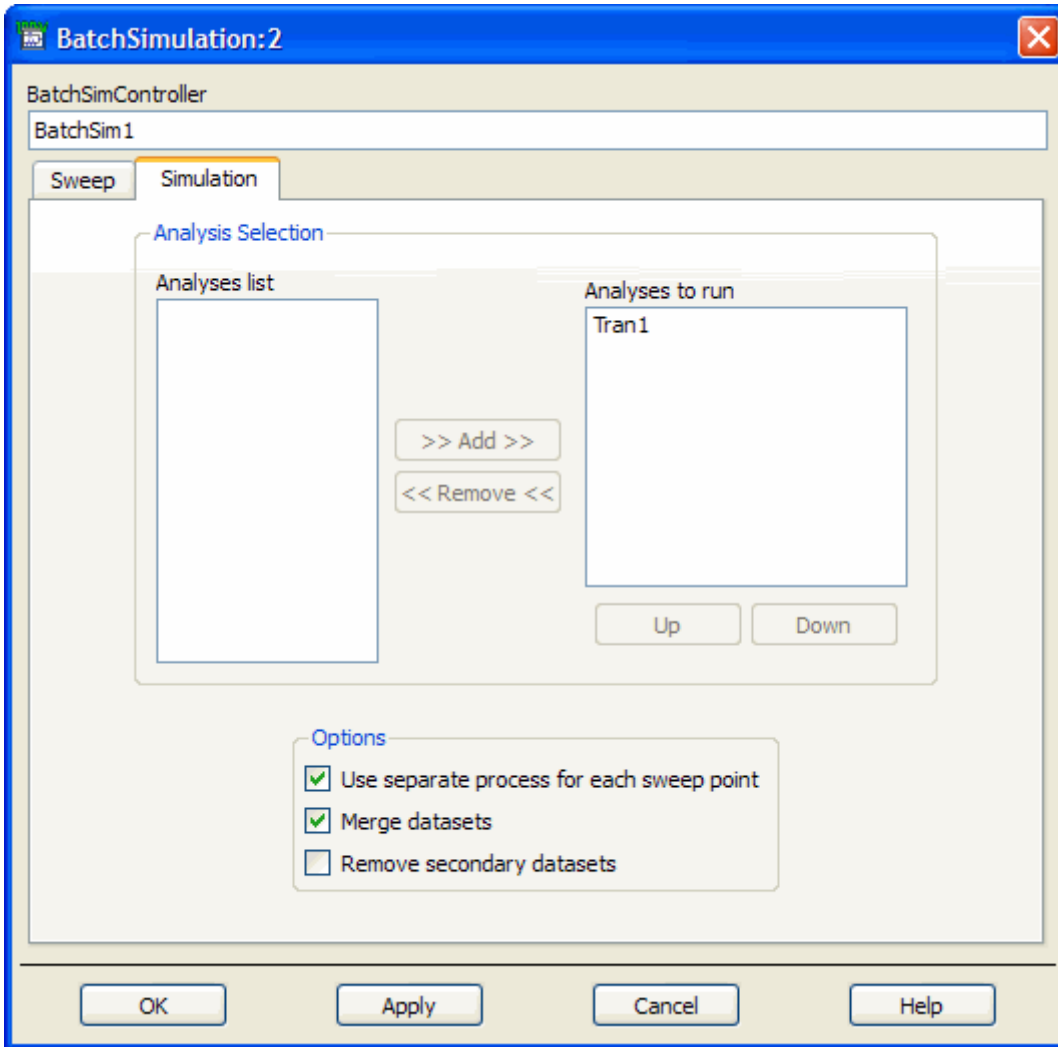 BatchSimulation:2
BatchSimController
BatchSim1
Sweep
Simulation
Analysis Selection
Analyses list
Analyses to run
Tran1
>> Add >>
<< Remove <<
Up
Down
Options
Use separate process for each sweep point
Merge datasets
Remove secondary datasets
OK
Apply
Cancel
Help